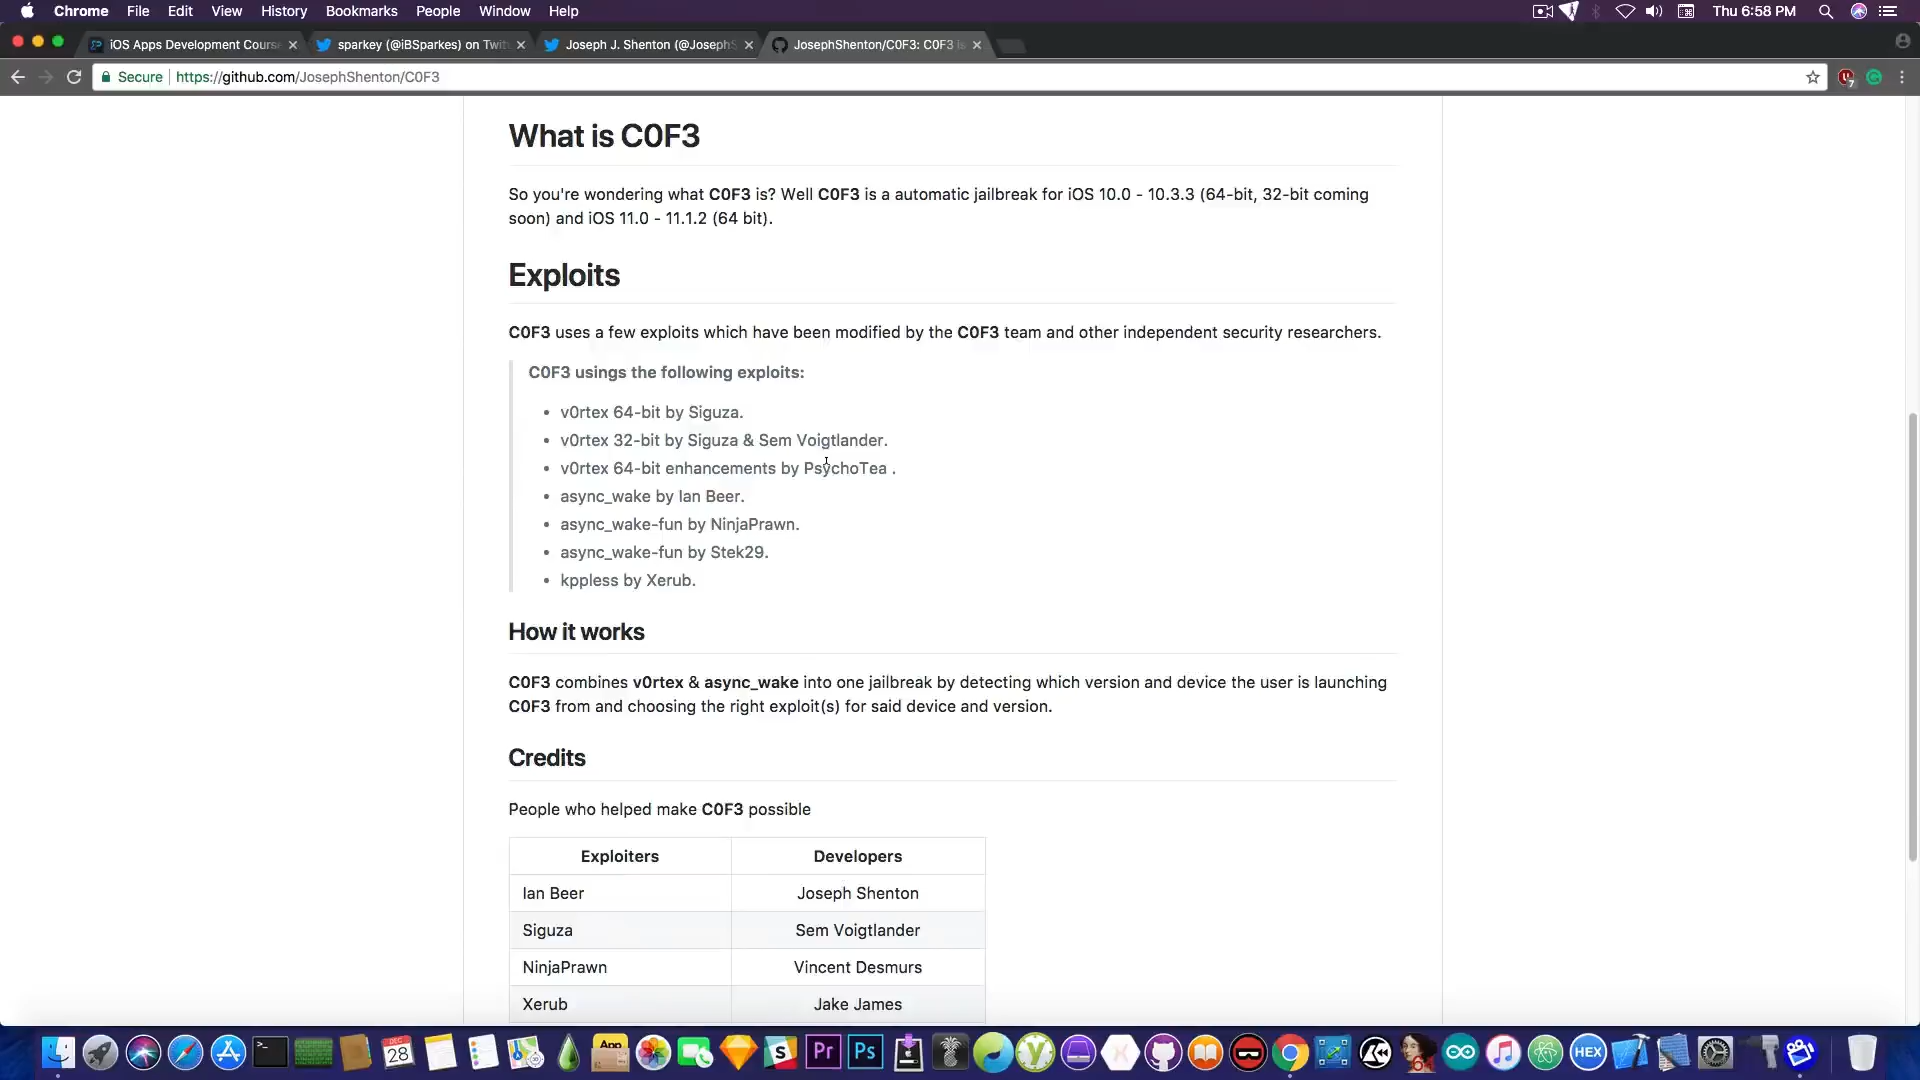 Chrome File Edit View History Bookmarks People Window Help Thu 6:58 PM
iOS Apps Development Course sparkey (@iBSparkes) on Twit Joseph J. Shenton (@JosephS JosephShenton/C0F3: C0F3 is
Secure https://github.com/JosephShenton/C0F3
What is C0F3
So you're wondering what C0F3 is? Well C0F3 is a automatic jailbreak for iOS 10.0 - 10.3.3 (64-bit, 32-bit coming
soon) and iOS 11.0 - 11.1.2 (64 bit).
Exploits
C0F3 uses a few exploits which have been modified by the C0F3 team and other independent security researchers.
C0F3 usings the following exploits:
• v0rtex 64-bit by Siguza.
• v0rtex 32-bit by Siguza & Sem Voigtlander.
• v0rtex 64-bit enhancements by PsychoTea .
• async_wake by Ian Beer.
• async_wake-fun by NinjaPrawn.
• async_wake-fun by Stek29.
• kppless by Xerub.
How it works
C0F3 combines v0rtex & async_wake into one jailbreak by detecting which version and device the user is launching
C0F3 from and choosing the right exploit(s) for said device and version.
Credits
People who helped make C0F3 possible
Exploiters Developers
Ian Beer Joseph Shenton
Siguza Sem Voigtlander
NinjaPrawn Vincent Desmurs
Xerub Jake James
DEC 28 App Pr Ps 64 HEX